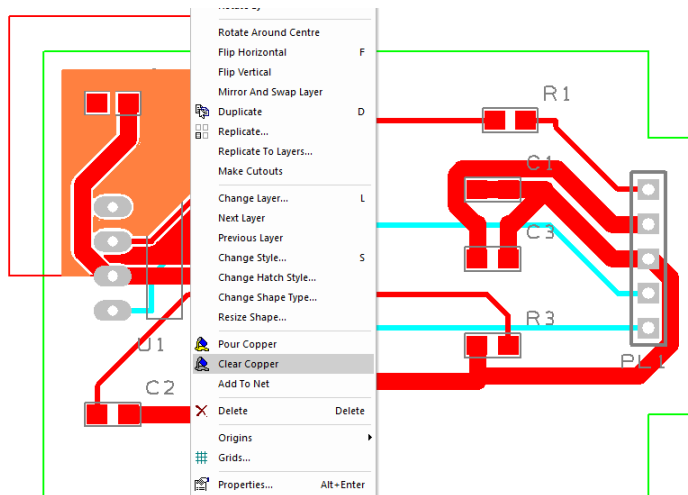 Rotate By
Rotate Around Centre
Flip Horizontal F
Flip Vertical
Mirror And Swap Layer
Duplicate D
Replicate...
Replicate To Layers...
Make Cutouts
Change Layer... L
Next Layer
Previous Layer
Change Style... S
Change Hatch Style...
Change Shape Type...
Resize Shape...
Pour Copper
Clear Copper
Add To Net
Delete Delete
Origins
Grids...
Properties... Alt+Enter
R1
C1
C3
U1
R3
PL1
C2